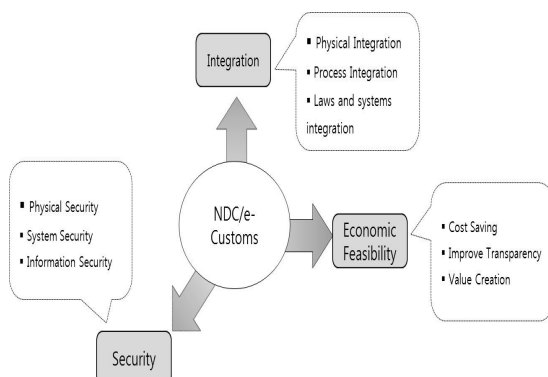 Integration
▪ Physical Integration
▪ Process Integration
▪ Laws and systems
integration
NDC/e-
Customs
▪ Physical Security
▪ System Security
▪ Information Security
Economic
Feasibility
▪ Cost Saving
▪ Improve Transparency
▪ Value Creation
Security